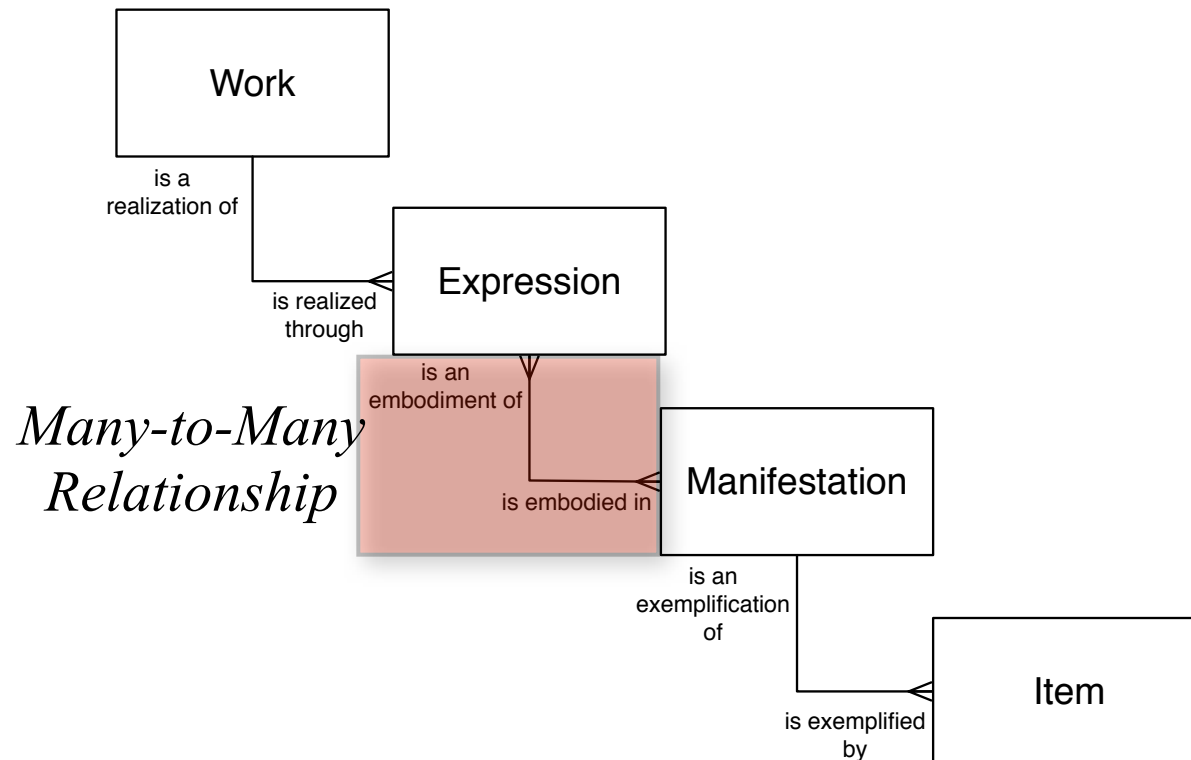 Work
is a
realization of
Expression
is realized
through
is an
embodiment of
Many-to-Many
Relationship
Manifestation
is embodied in
is an
exemplification
of
Item
is exemplified
by